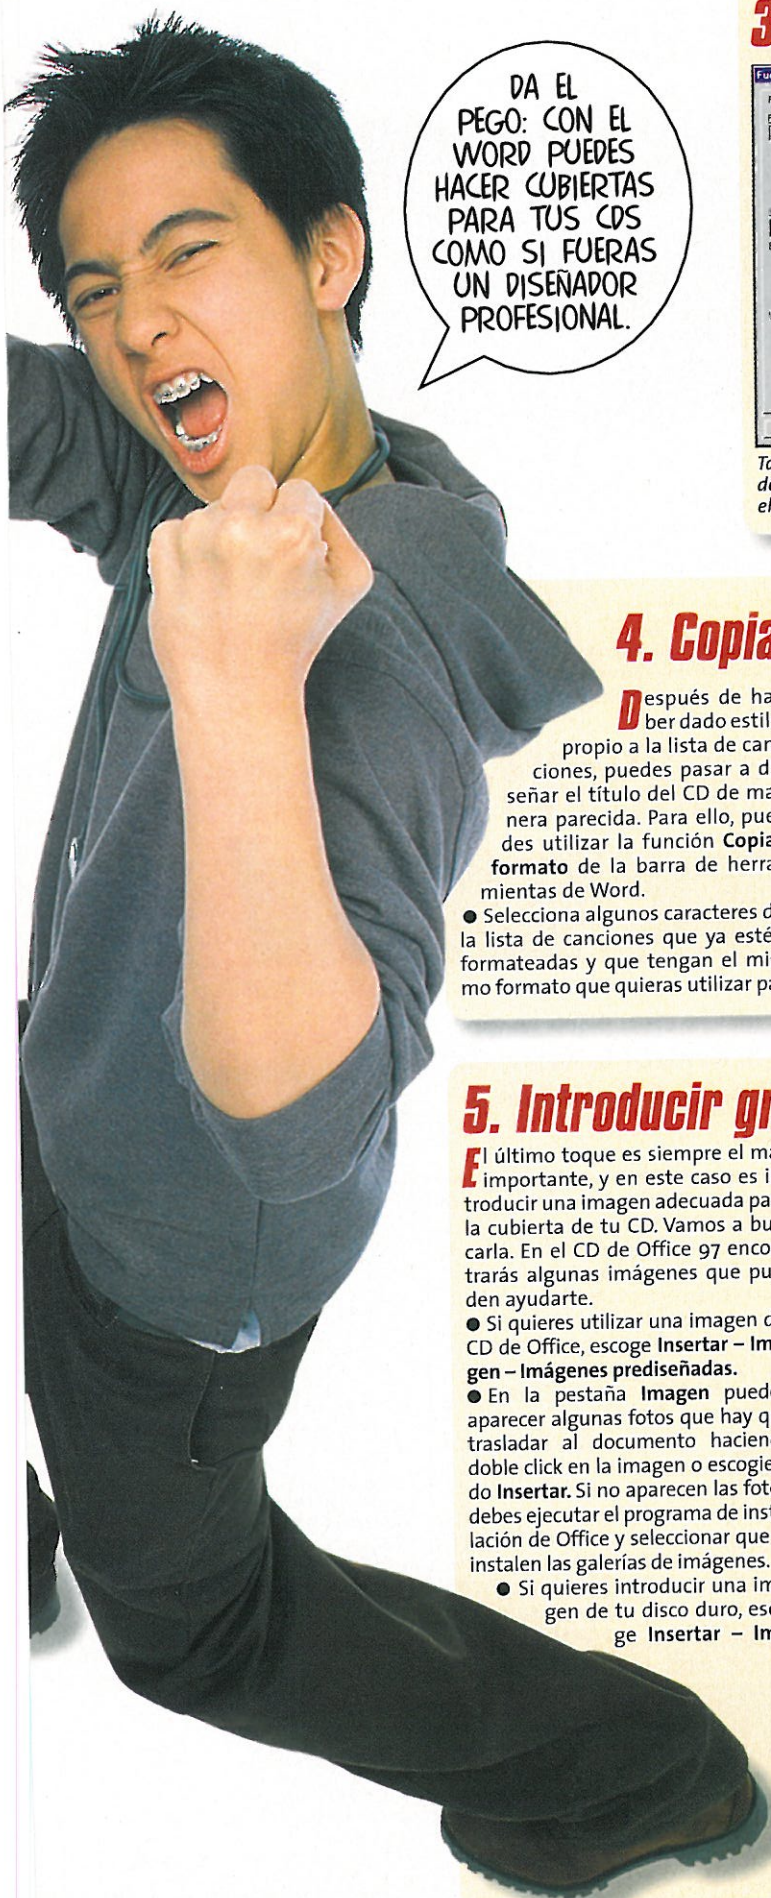 DA EL
PEGO: CON EL
WORD PUEDES
HACER CUBIERTAS
PARA TUS CDS
COMO SI FUERAS
UN DISEÑADOR
PROFESIONAL.
3
Fu
To
de
el
4. Copia
Después de ha
ber dado estil
propio a la lista de can
ciones, puedes pasar a d
señar el título del CD de ma
nera parecida. Para ello, pue
des utilizar la función Copia
formato de la barra de herra
mientas de Word.
● Selecciona algunos caracteres d
la lista de canciones que ya esté
formateadas y que tengan el mi
mo formato que quieras utilizar pa
5. Introducir gr
El último toque es siempre el má
importante, y en este caso es i
troducir una imagen adecuada pa
la cubierta de tu CD. Vamos a bu
carla. En el CD de Office 97 enco
trarás algunas imágenes que pu
den ayudarte.
● Si quieres utilizar una imagen d
CD de Office, escoge Insertar – Im
gen – Imágenes prediseñadas.
● En la pestaña Imagen puede
aparecer algunas fotos que hay q
trasladar al documento hacien
doble click en la imagen o escogie
do Insertar. Si no aparecen las foto
debes ejecutar el programa de inst
lación de Office y seleccionar que
instalen las galerías de imágenes.
● Si quieres introducir una im
gen de tu disco duro, esc
ge Insertar – Im